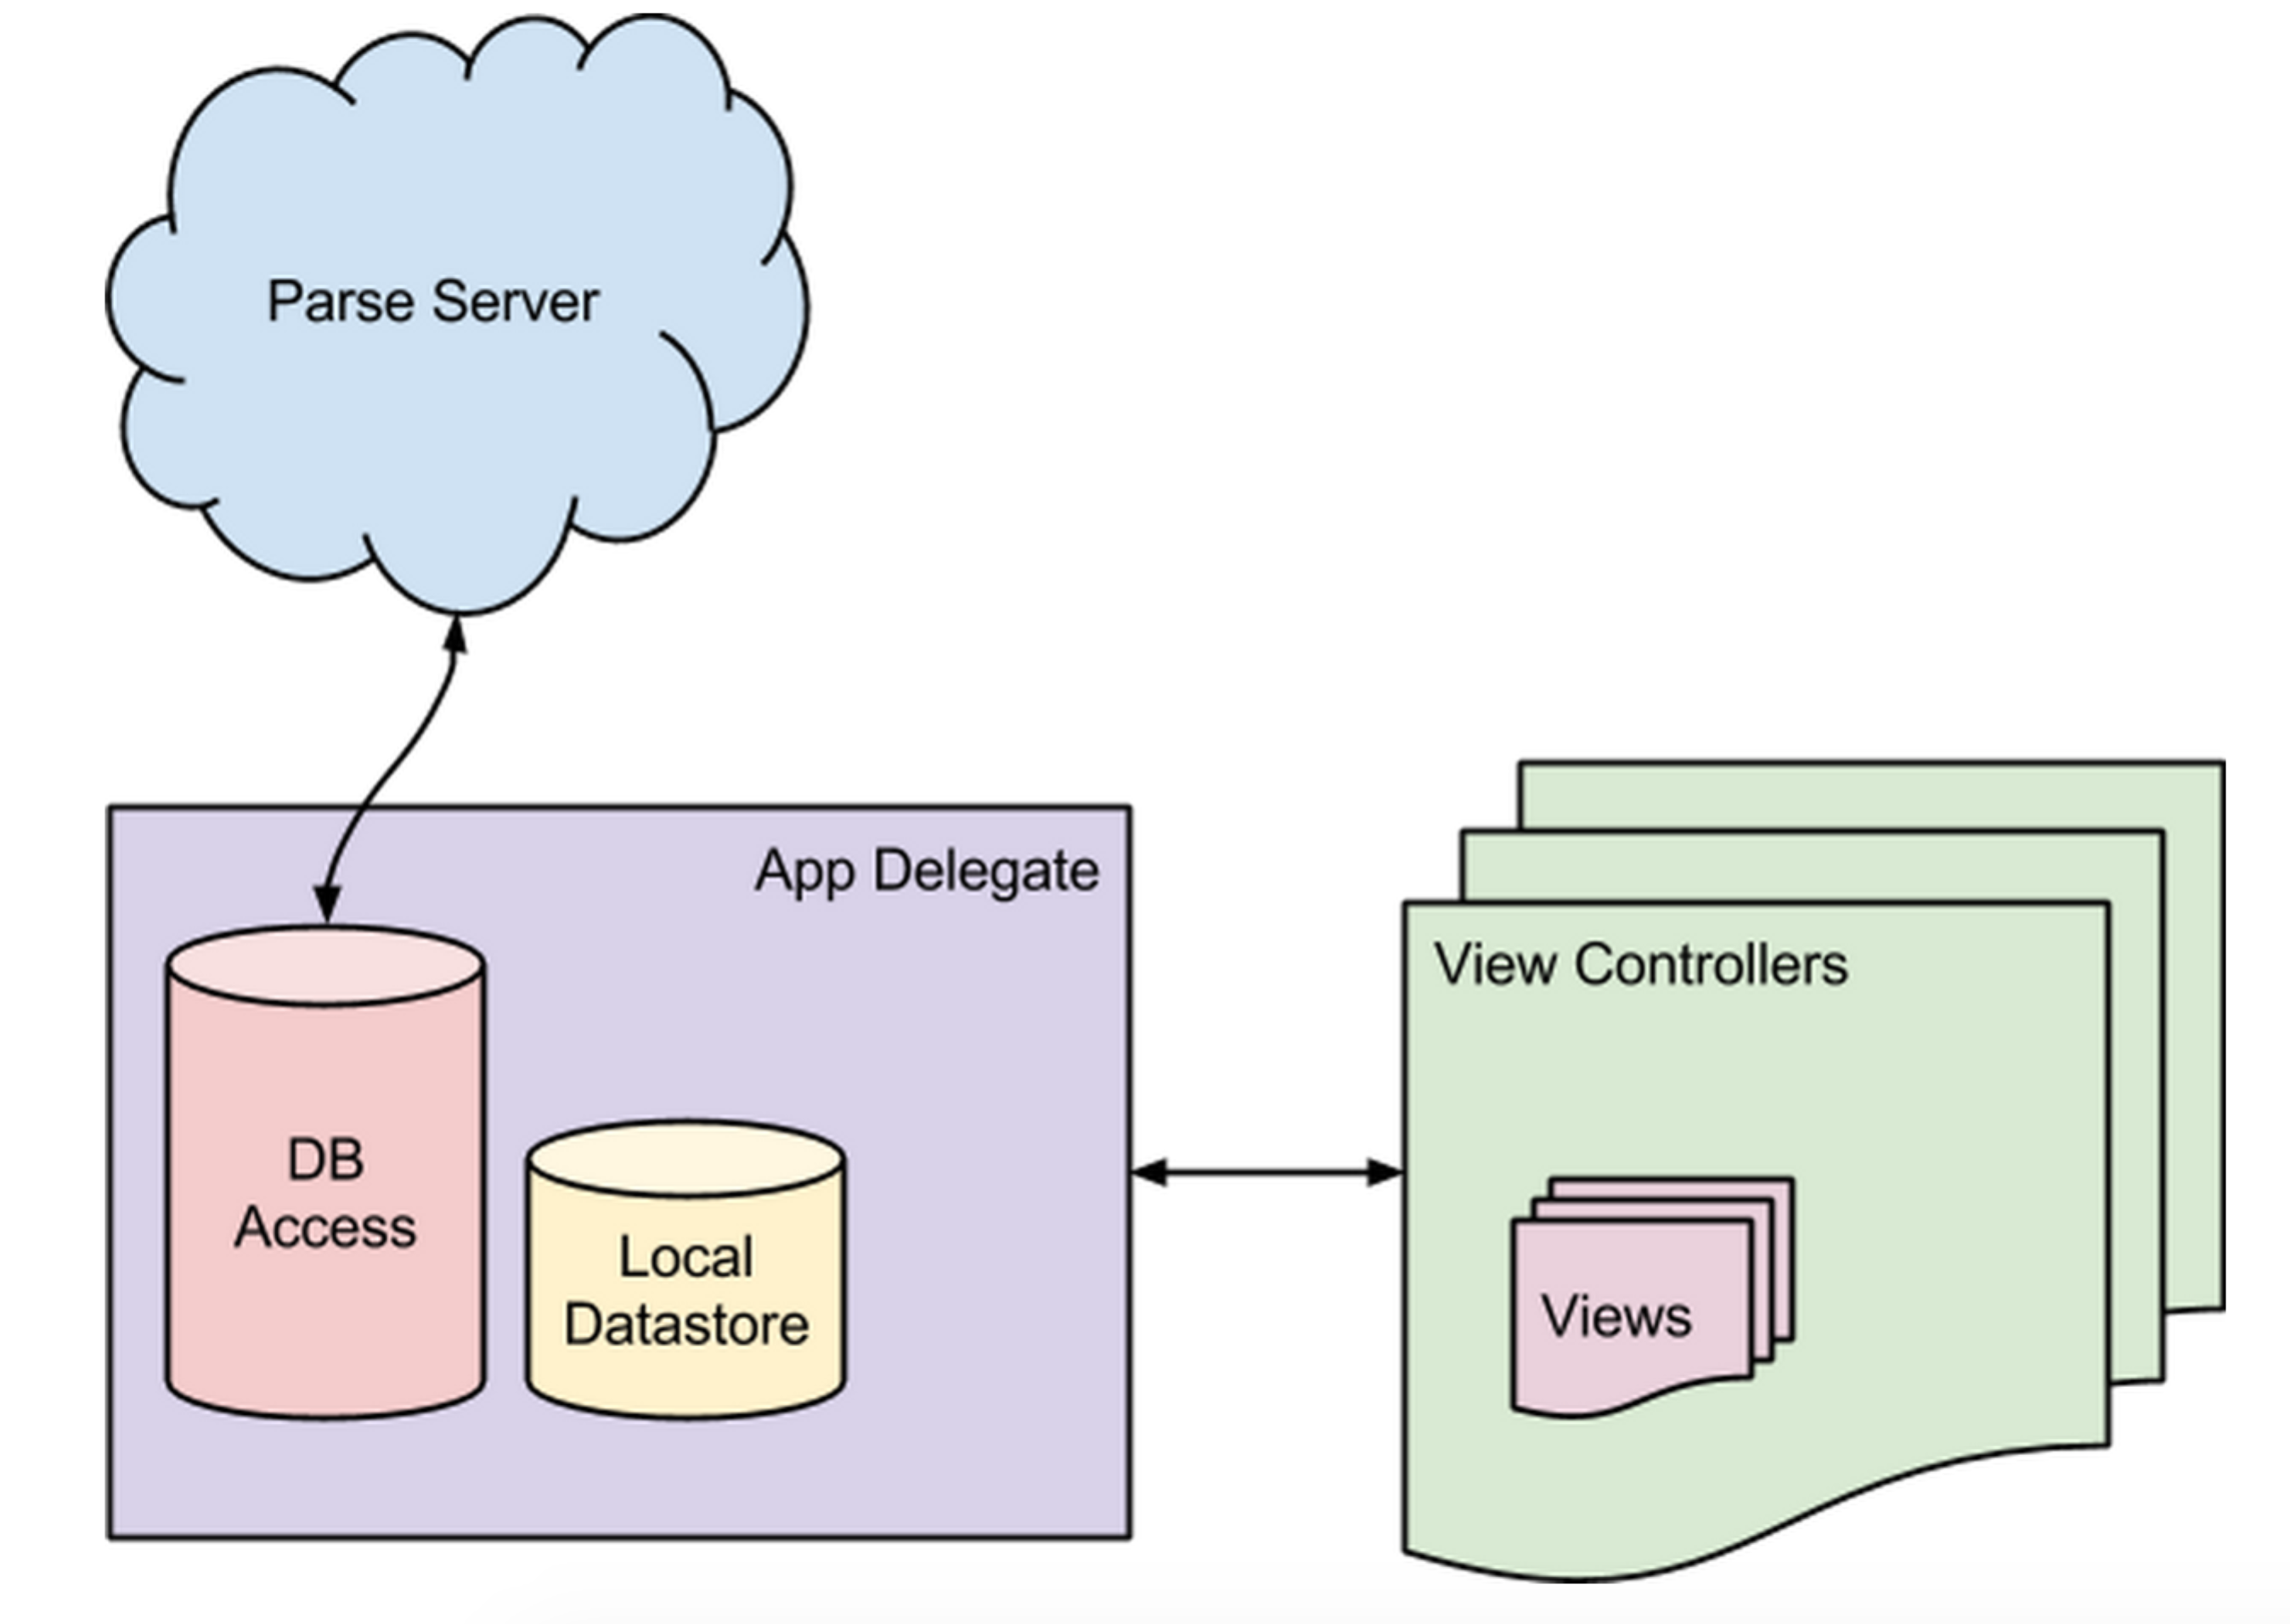 Parse Server
App Delegate
DB
Access
Local
Datastore
View Controllers
Views